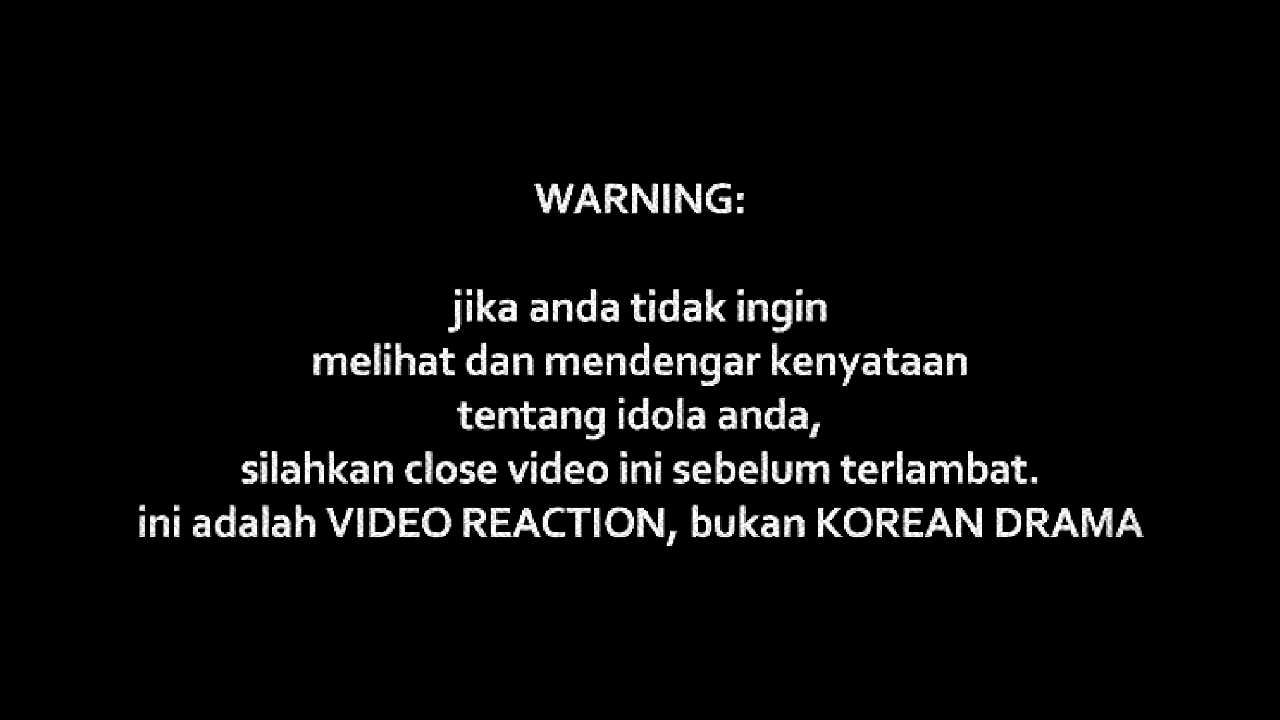 WARNING:
jika anda tidak ingin
melihat dan mendengar kenyataan
tentang idola anda,
silahkan close video ini sebelum terlambat.
ini adalah VIDEO REACTION, bukan KOREAN DRAMA